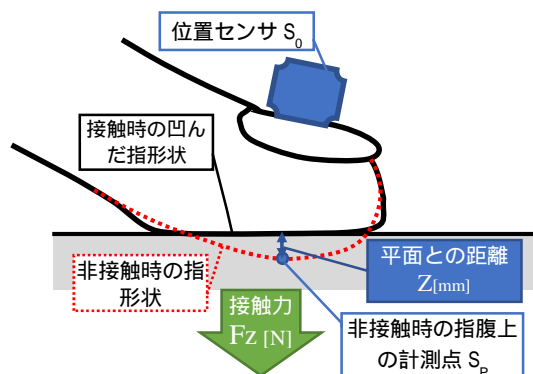 位置センサ S0
接触時の凹ん
だ指形状
非接触時の指
形状
平面との距離
Z[mm]
接触力
Fz [N]
非接触時の指腹上
の計測点 SP